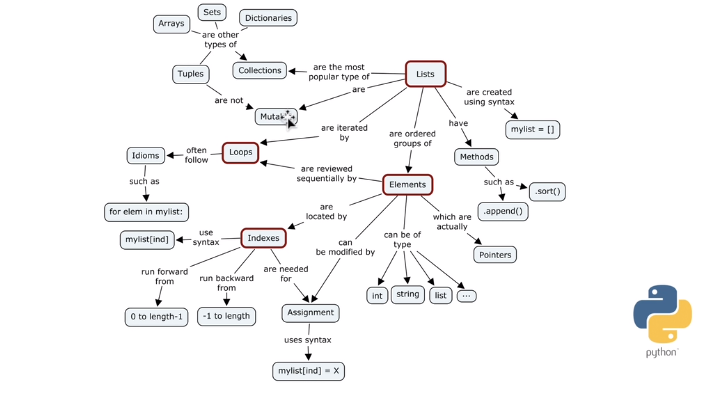 Sets
Arrays
Dictionaries
are other
types of
Tuples
Collections
are the most
popular type of
Lists
are
are not
are created
using syntax
mylist = []
are iterated
by
are ordered
groups of
have
Methods
such as
.sort()
.append()
Loops
often
follow
Idioms
such as
for elem in mylist:
are reviewed
sequentially by
Elements
are
located by
which are
actually
Pointers
can be of
type
int
string
list
...
can
be modified by
Indexes
use
syntax
mylist[ind]
run forward
from
0 to length-1
run backward
from
-1 to length
are needed
for
Assignment
uses syntax
mylist[ind] = X
python